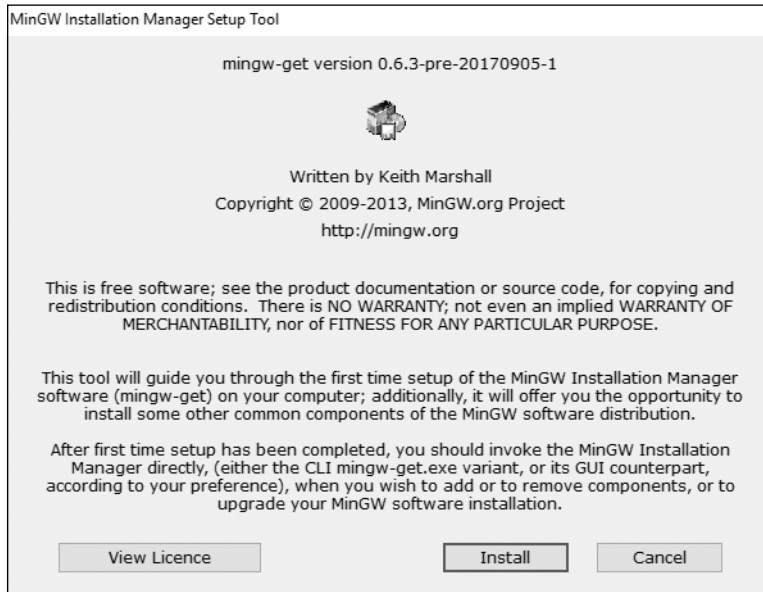 MinGW Installation Manager Setup Tool
mingw-get version 0.6.3-pre-20170905-1
Written by Keith Marshall
Copyright © 2009-2013, MinGW.org Project
http://mingw.org
This is free software; see the product documentation or source code, for copying and
redistribution conditions.  There is NO WARRANTY; not even an implied WARRANTY OF
MERCHANTABILITY, nor of FITNESS FOR ANY PARTICULAR PURPOSE.
This tool will guide you through the first time setup of the MinGW Installation Manager
software (mingw-get) on your computer; additionally, it will offer you the opportunity to
install some other common components of the MinGW software distribution.
After first time setup has been completed, you should invoke the MinGW Installation
Manager directly, (either the CLI mingw-get.exe variant, or its GUI counterpart,
according to your preference), when you wish to add or to remove components, or to
upgrade your MinGW software installation.
View Licence
Install
Cancel